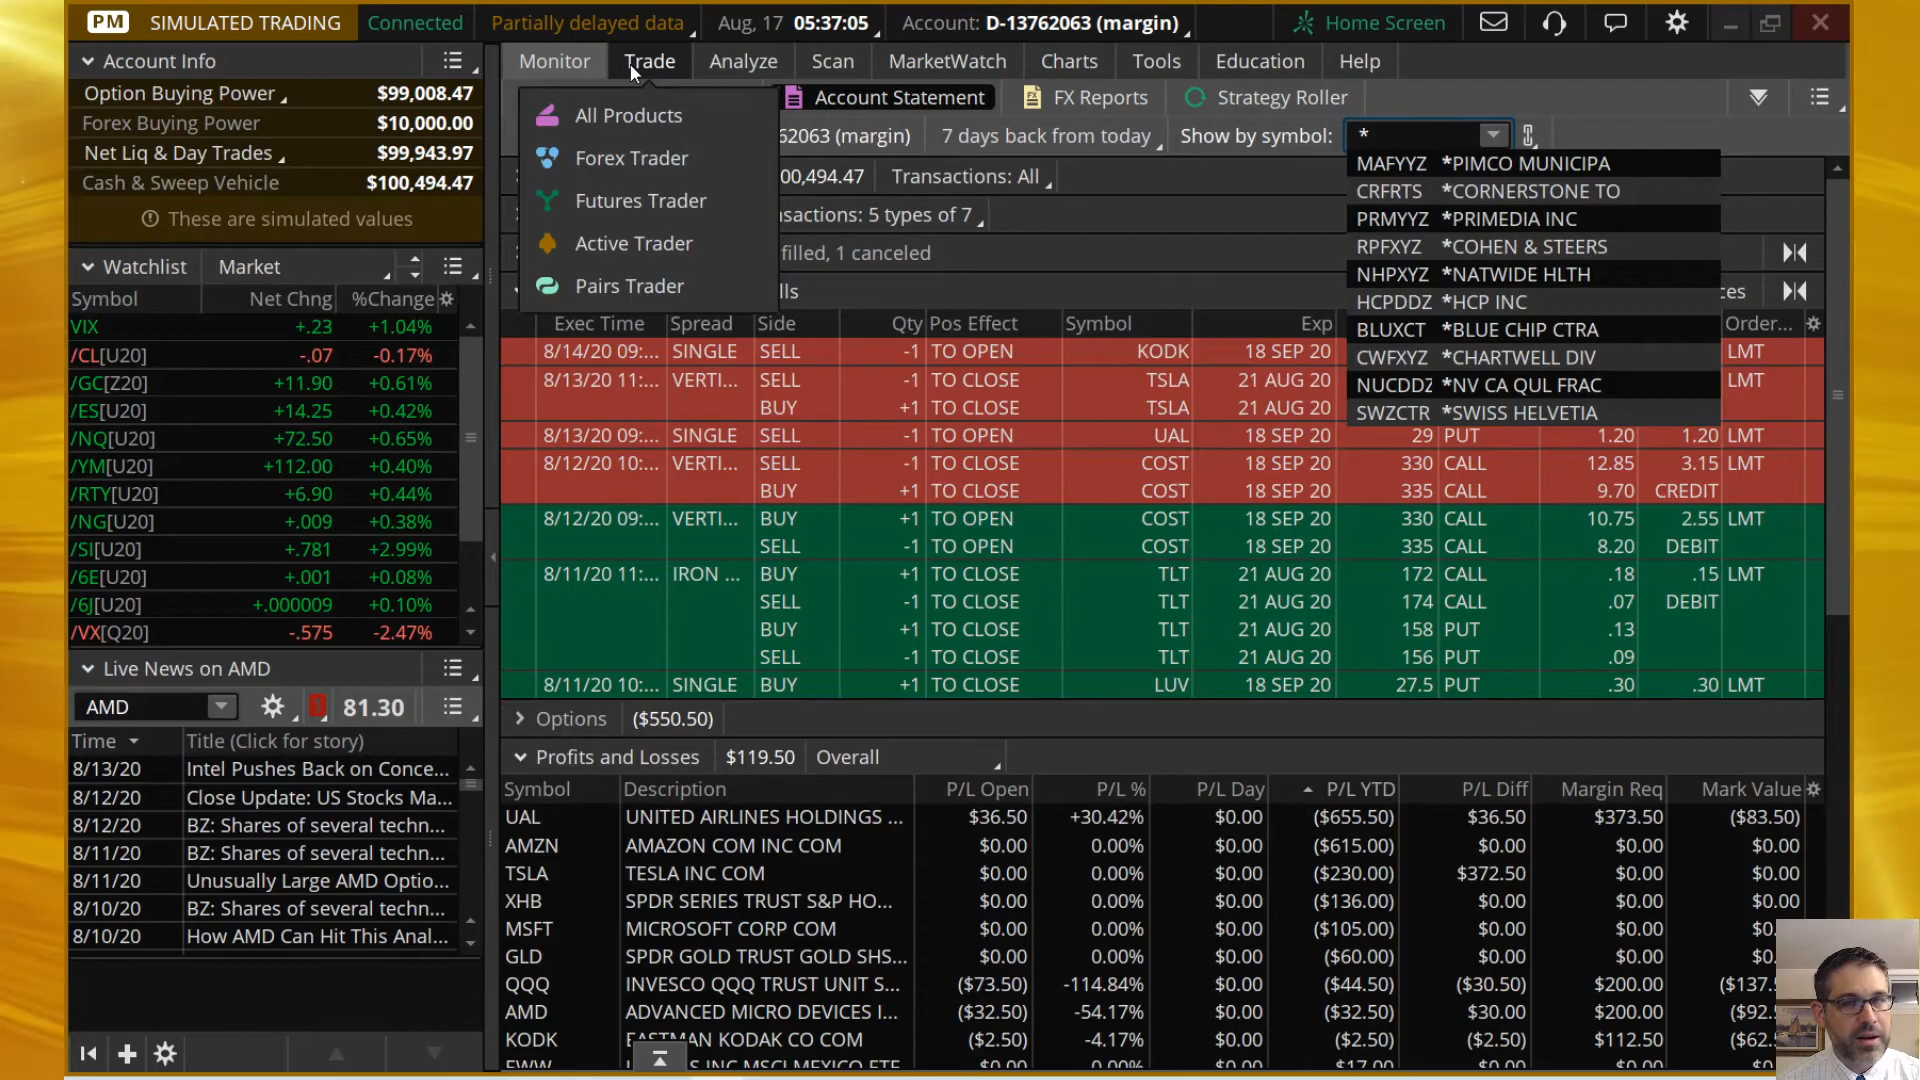 PM SIMULATED TRADING Connected Partially delayed data Aug, 17 05:37:05 Account: D-13762063 (margin) Home Screen
Account Info
Option Buying Power $99,008.47
Forex Buying Power $10,000.00
Net Liq & Day Trades $99,943.97
Cash & Sweep Vehicle $100,494.47
These are simulated values
Watchlist Market
Symbol Net Chng %Change
VIX +.23 +1.04%
/CL[U20] -.07 -0.17%
/GC[Z20] +11.90 +0.61%
/ES[U20] +14.25 +0.42%
/NQ[U20] +72.50 +0.65%
/YM[U20] +112.00 +0.40%
/RTY[U20] +6.90 +0.44%
/NG[U20] +.009 +0.38%
/SI[U20] +.781 +2.99%
/6E[U20] +.001 +0.08%
/6J[U20] +.000009 +0.10%
/VX[Q20] -.575 -2.47%
Live News on AMD
AMD 81.30
Time Title (Click for story)
8/13/20 Intel Pushes Back on Conce...
8/12/20 Close Update: US Stocks Ma...
8/12/20 BZ: Shares of several techn...
8/11/20 BZ: Shares of several techn...
8/11/20 Unusually Large AMD Optio...
8/10/20 BZ: Shares of several techn...
8/10/20 How AMD Can Hit This Anal...
Monitor Trade Analyze Scan MarketWatch Charts Tools Education Help
All Products
Forex Trader
Futures Trader
Active Trader
Pairs Trader
Account Statement FX Reports Strategy Roller
62063 (margin) 7 days back from today Show by symbol: *
00,494.47 Transactions: All
nsactions: 5 types of 7
filled, 1 canceled
lls ces
MAFYYZ *PIMCO MUNICIPA
CRFRTS *CORNERSTONE TO
PRMYYZ *PRIMEDIA INC
RPFXYZ *COHEN & STEERS
NHPXYZ *NATWIDE HLTH
HCPDDZ *HCP INC
BLUXCT *BLUE CHIP CTRA
CWFXYZ *CHARTWELL DIV
NUCDDZ *NV CA QUL FRAC
SWZCTR *SWISS HELVETIA
Exec Time Spread Side Qty Pos Effect Symbol Exp Order...
8/14/20 09:... SINGLE SELL -1 TO OPEN KODK 18 SEP 20 LMT
8/13/20 11:... VERTI... SELL -1 TO CLOSE TSLA 21 AUG 20 LMT
BUY +1 TO CLOSE TSLA 21 AUG 20
8/13/20 09:... SINGLE SELL -1 TO OPEN UAL 18 SEP 20 29 PUT 1.20 1.20 LMT
8/12/20 10:... VERTI... SELL -1 TO CLOSE COST 18 SEP 20 330 CALL 12.85 3.15 LMT
BUY +1 TO CLOSE COST 18 SEP 20 335 CALL 9.70 CREDIT
8/12/20 09:... VERTI... BUY +1 TO OPEN COST 18 SEP 20 330 CALL 10.75 2.55 LMT
SELL -1 TO OPEN COST 18 SEP 20 335 CALL 8.20 DEBIT
8/11/20 11:... IRON ... BUY +1 TO CLOSE TLT 21 AUG 20 172 CALL .18 .15 LMT
SELL -1 TO CLOSE TLT 21 AUG 20 174 CALL .07 DEBIT
BUY +1 TO CLOSE TLT 21 AUG 20 158 PUT .13
SELL -1 TO CLOSE TLT 21 AUG 20 156 PUT .09
8/11/20 10:... SINGLE BUY +1 TO CLOSE LUV 18 SEP 20 27.5 PUT .30 .30 LMT
Options ($550.50)
Profits and Losses $119.50 Overall
Symbol Description P/L Open P/L % P/L Day P/L YTD P/L Diff Margin Req Mark Value
UAL UNITED AIRLINES HOLDINGS ... $36.50 +30.42% $0.00 ($655.50) $36.50 $373.50 ($83.50)
AMZN AMAZON COM INC COM $0.00 0.00% $0.00 ($615.00) $0.00 $0.00 $0.00
TSLA TESLA INC COM $0.00 0.00% $0.00 ($230.00) $372.50 $0.00 $0.00
XHB SPDR SERIES TRUST S&P HO... $0.00 0.00% $0.00 ($136.00) $0.00 $0.00 $0.00
MSFT MICROSOFT CORP COM $0.00 0.00% $0.00 ($105.00) $0.00 $0.00 $0.
GLD SPDR GOLD TRUST GOLD SHS... $0.00 0.00% $0.00 ($60.00) $0.00 $0.00 $0.
QQQ INVESCO QQQ TRUST UNIT S... ($73.50) -114.84% $0.00 ($44.50) ($30.50) $200.00 ($137.
AMD ADVANCED MICRO DEVICES I... ($32.50) -54.17% $0.00 ($32.50) $30.00 $200.00 ($92.
KODK EASTMAN KODAK CO COM ($2.50) -4.17% $0.00 ($2.50) ($2.50) $112.50 ($62.
EWW S INC MSCI MEXICO ETF $0.00 0.00% $0.00 $17.00 $0.00 $0.00 $0.